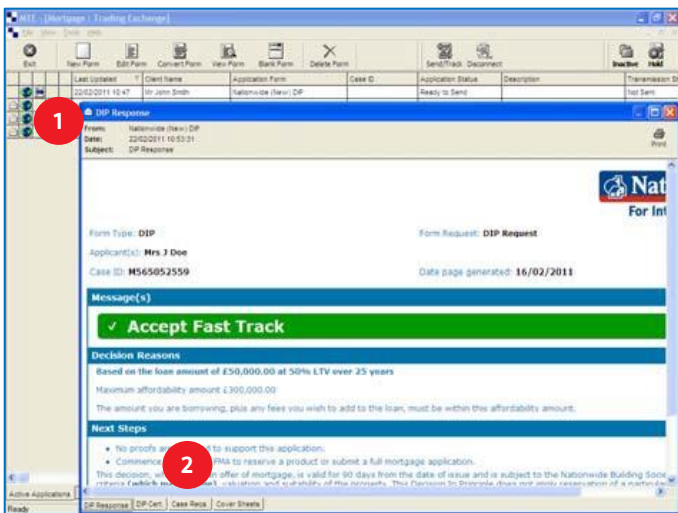 MTE - [Mortgage Trading Exchange]
Exit New Form Edit Form Convert Form View Form Blank Form Delete Form Send/Track Disconnect Inactive Hold
Last Updated Client Name Application Form Case ID Application Status Description Transmission St
22/02/2011 10:47 Mr John Smith Nationwide (New) DIP Ready to Send Not Sent
1
DIP Response
From: Nationwide (New) DIP
Date: 22/02/2011 10:53:31
Subject: DIP Response
Print
Nat
For Int
Form Type: DIP Form Request: DIP Request
Applicant(s): Mrs J Doe
Case ID: M565052559 Date page generated: 16/02/2011
Message(s)
✓ Accept Fast Track
Decision Reasons
Based on the loan amount of £50,000.00 at 50% LTV over 25 years
Maximum affordability amount £300,000.00
The amount you are borrowing, plus any fees you wish to add to the loan, must be within this affordability amount.
Next Steps
• No proofs are d to support this application.
• Commence FMA to reserve a product or submit a full mortgage application.
2
This decision, wh n offer of mortgage, is valid for 90 days from the date of issue and is subject to the Nationwide Building Socie
criteria (which m e), valuation and suitability of the property. This Decision In Principle does not imply reservation of a particula
DIP Response DIP Cert. Case Reqs Cover Sheets
Active Applications
Ready